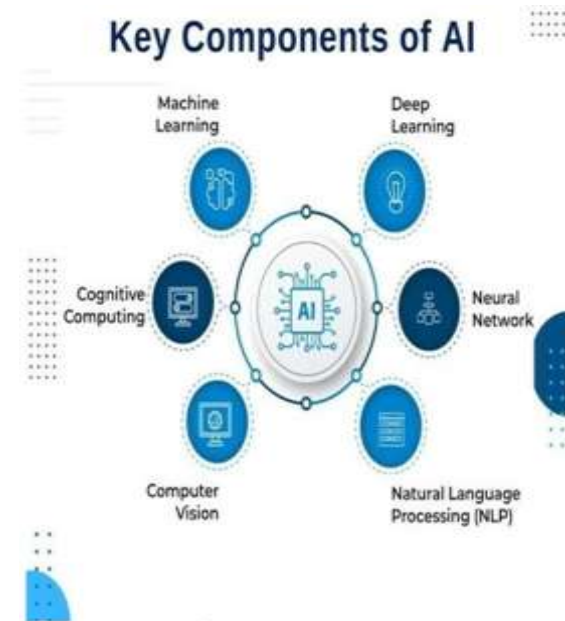 Key Components of AI
Machine
Learning
Deep
Learning
Cognitive
Computing
AI
Neural
Network
Computer
Vision
Natural Language
Processing (NLP)